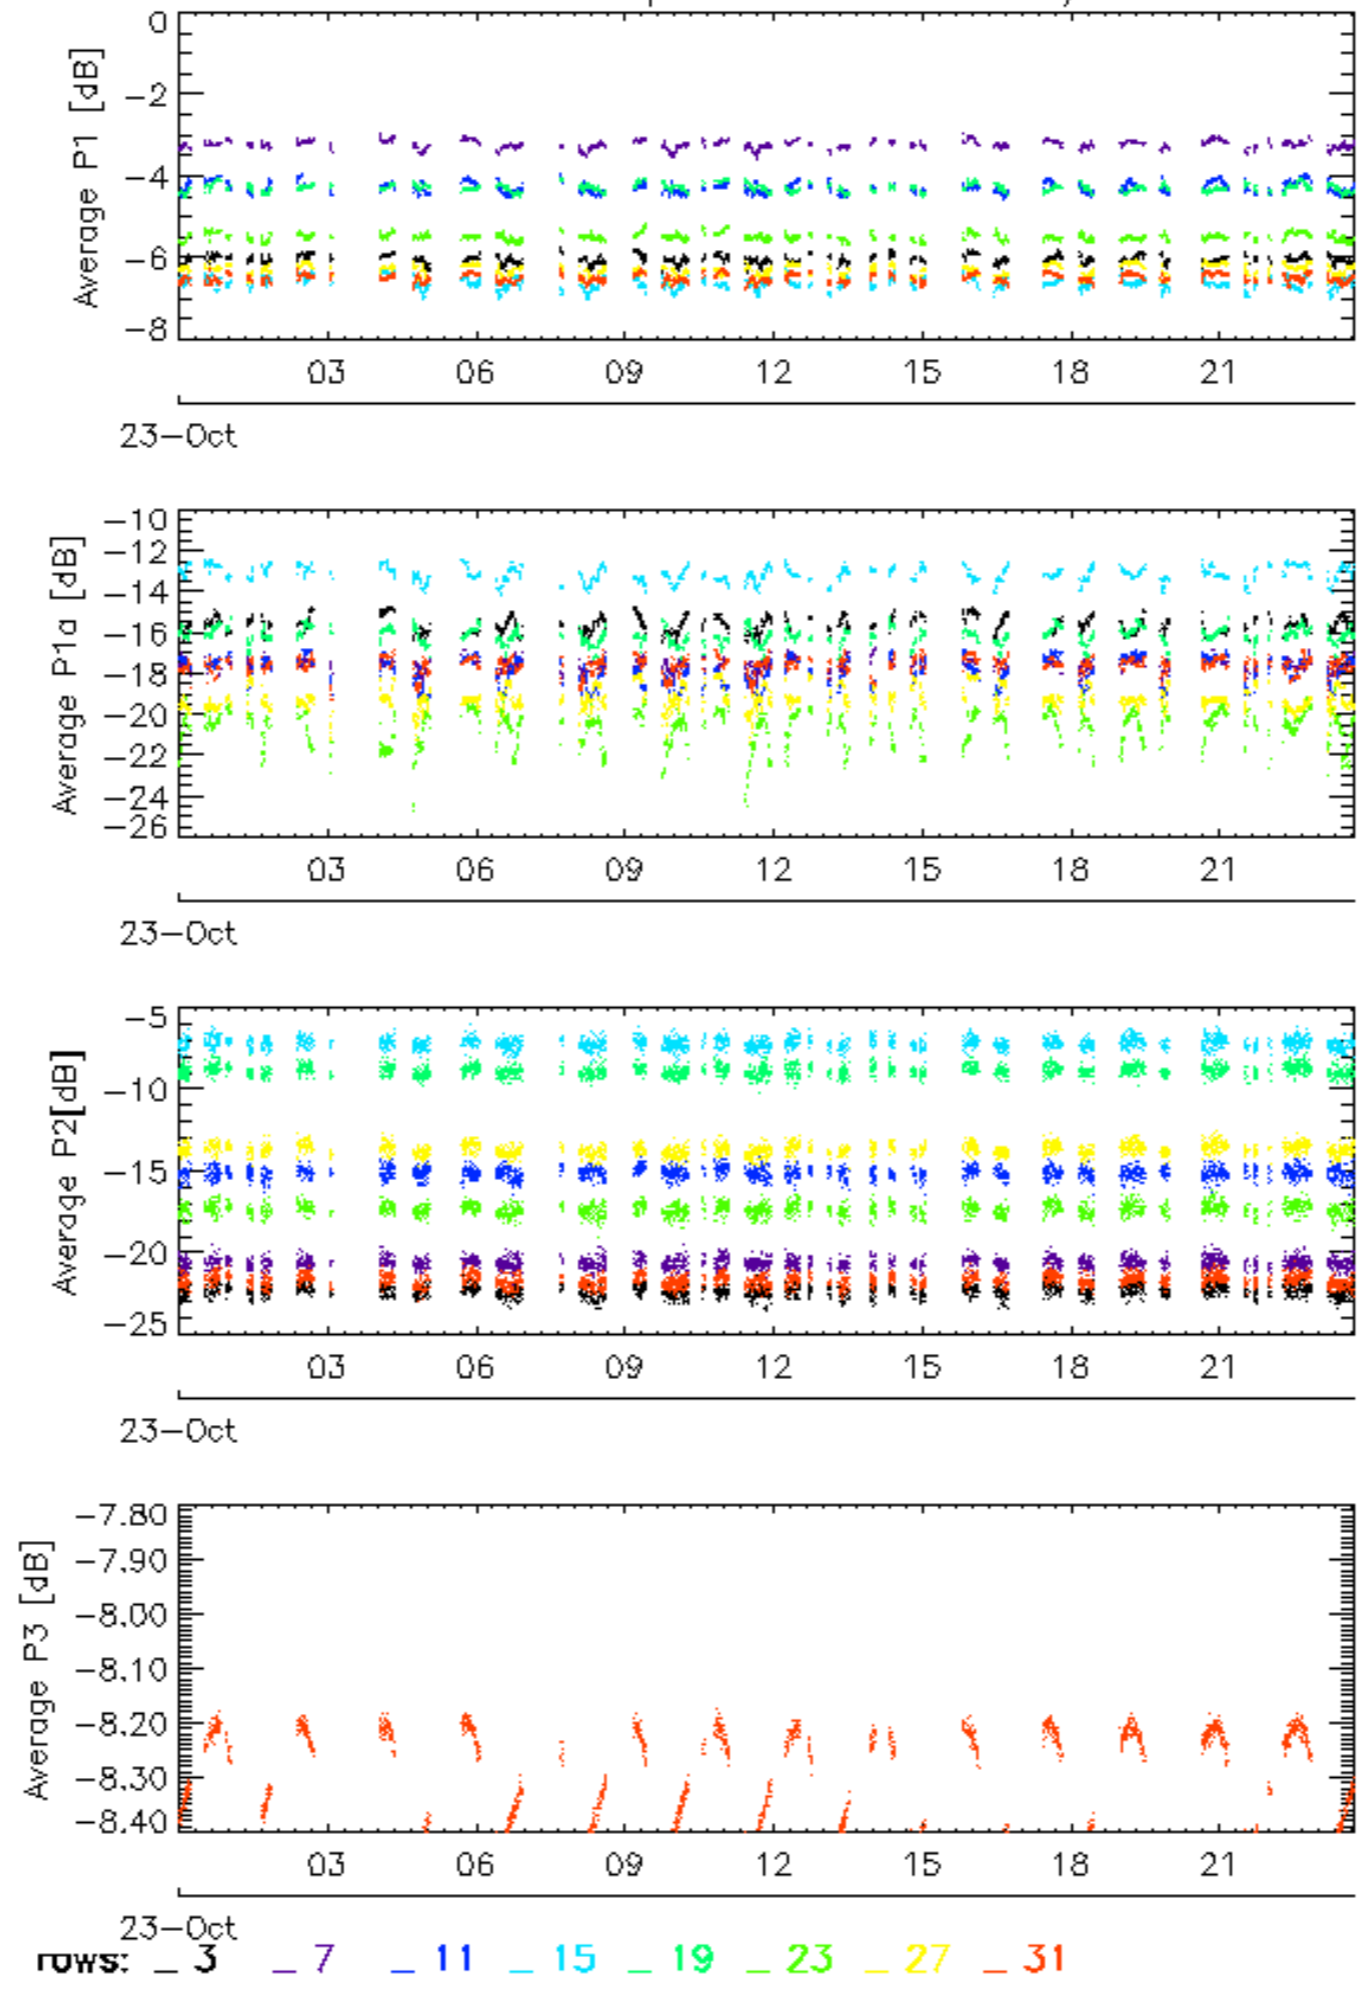 0
-2
-4
-6
-8
Average P1 [dB]
03 06 09 12 15 18 21
23-Oct
-10
-12
-14
-16
-18
-20
-22
-24
-26
Average P1a [dB]
03 06 09 12 15 18 21
23-Oct
-5
-10
-15
-20
-25
Average P2[dB]
03 06 09 12 15 18 21
23-Oct
-7.80
-7.90
-8.00
-8.10
-8.20
-8.30
-8.40
Average P3 [dB]
03 06 09 12 15 18 21
23-Oct
rows: _ 3 _ 7 _ 11 _ 15 _ 19 _ 23 _ 27 _ 31